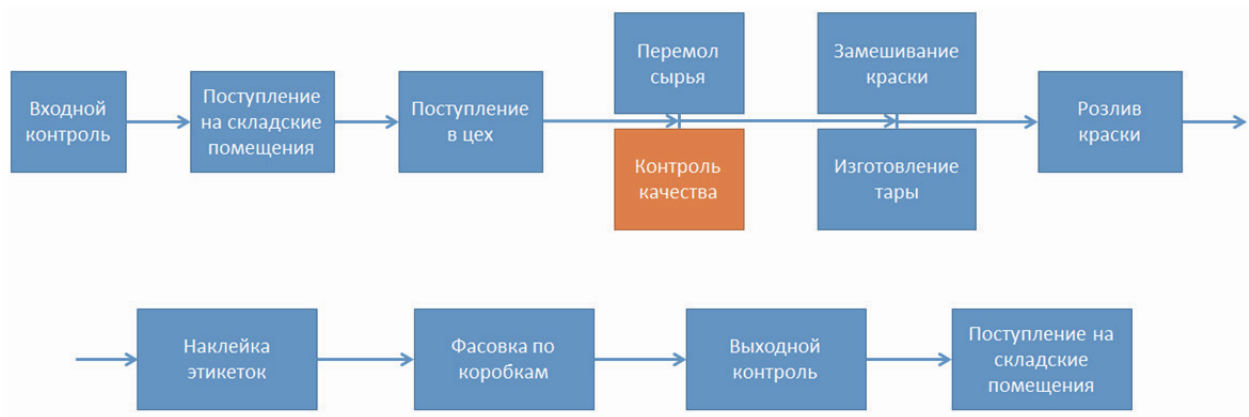 Входной
контроль
Поступление
на складские
помещения
Поступление
в цех
Перемол
сырья
Контроль
качества
Замешивание
краски
Изготовление
тары
Розлив
краски
Наклейка
этикеток
Фасовка по
коробкам
Выходной
контроль
Поступление на
складские
помещения